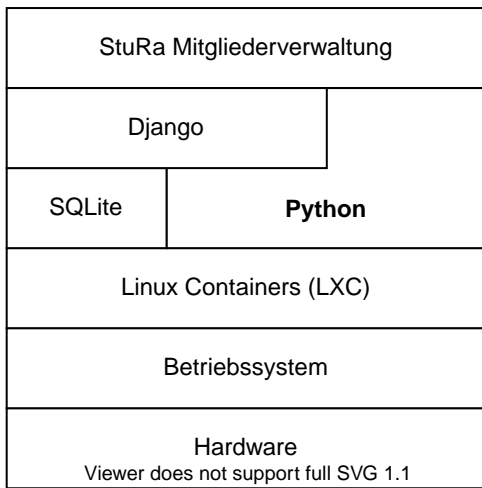 StuRa Mitgliederverwaltung
Django
SQLite
Python
Linux Containers (LXC)
Betriebssystem
Hardware
Viewer does not support full SVG 1.1